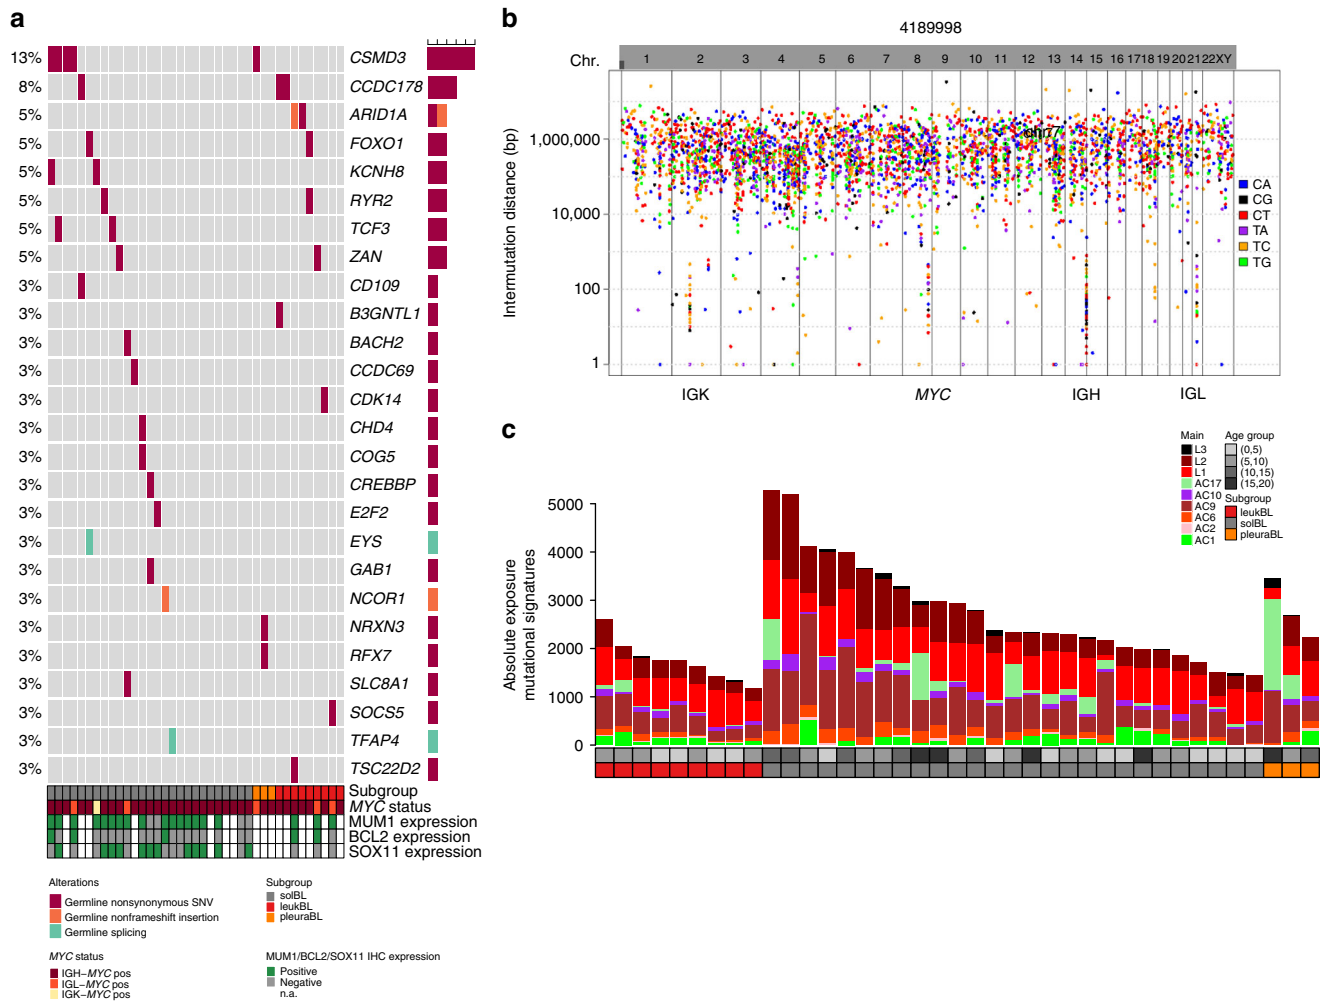 a
13% CSMD3
8% CCDC178
5% ARID1A
5% FOXO1
5% KCNH8
5% RYR2
5% TCF3
5% ZAN
3% CD109
3% B3GNTL1
3% BACH2
3% CCDC69
3% CDK14
3% CHD4
3% COG5
3% CREBBP
3% E2F2
3% EYS
3% GAB1
3% NCOR1
3% NRXN3
3% RFX7
3% SLC8A1
3% SOCS5
3% TFAP4
3% TSC22D2
Subgroup
MYC status
MUM1 expression
BCL2 expression
SOX11 expression
Alterations
Germline nonsynonymous SNV
Germline nonframeshift insertion
Germline splicing
Subgroup
solBL
leukBL
pleuraBL
MYC status
IGH–MYC pos
IGL–MYC pos
IGK–MYC pos
MUM1/BCL2/SOX11 IHC expression
Positive
Negative
n.a.
b
4189998
Chr. 1 2 3 4 5 6 7 8 9 10 11 12 13 14 15 16 17 18 19 20 21 22 X Y
Intermutation distance (bp)
1,000,000
10,000
100
1
chr7
CA
CG
CT
TA
TC
TG
IGK MYC IGH IGL
c
Absolute exposure
mutational signatures
5000
4000
3000
2000
1000
0
Main
L3
L2
L1
AC17
AC10
AC9
AC6
AC2
AC1
Age group
(0,5)
(5,10)
(10,15)
(15,20)
Subgroup
leukBL
solBL
pleuraBL